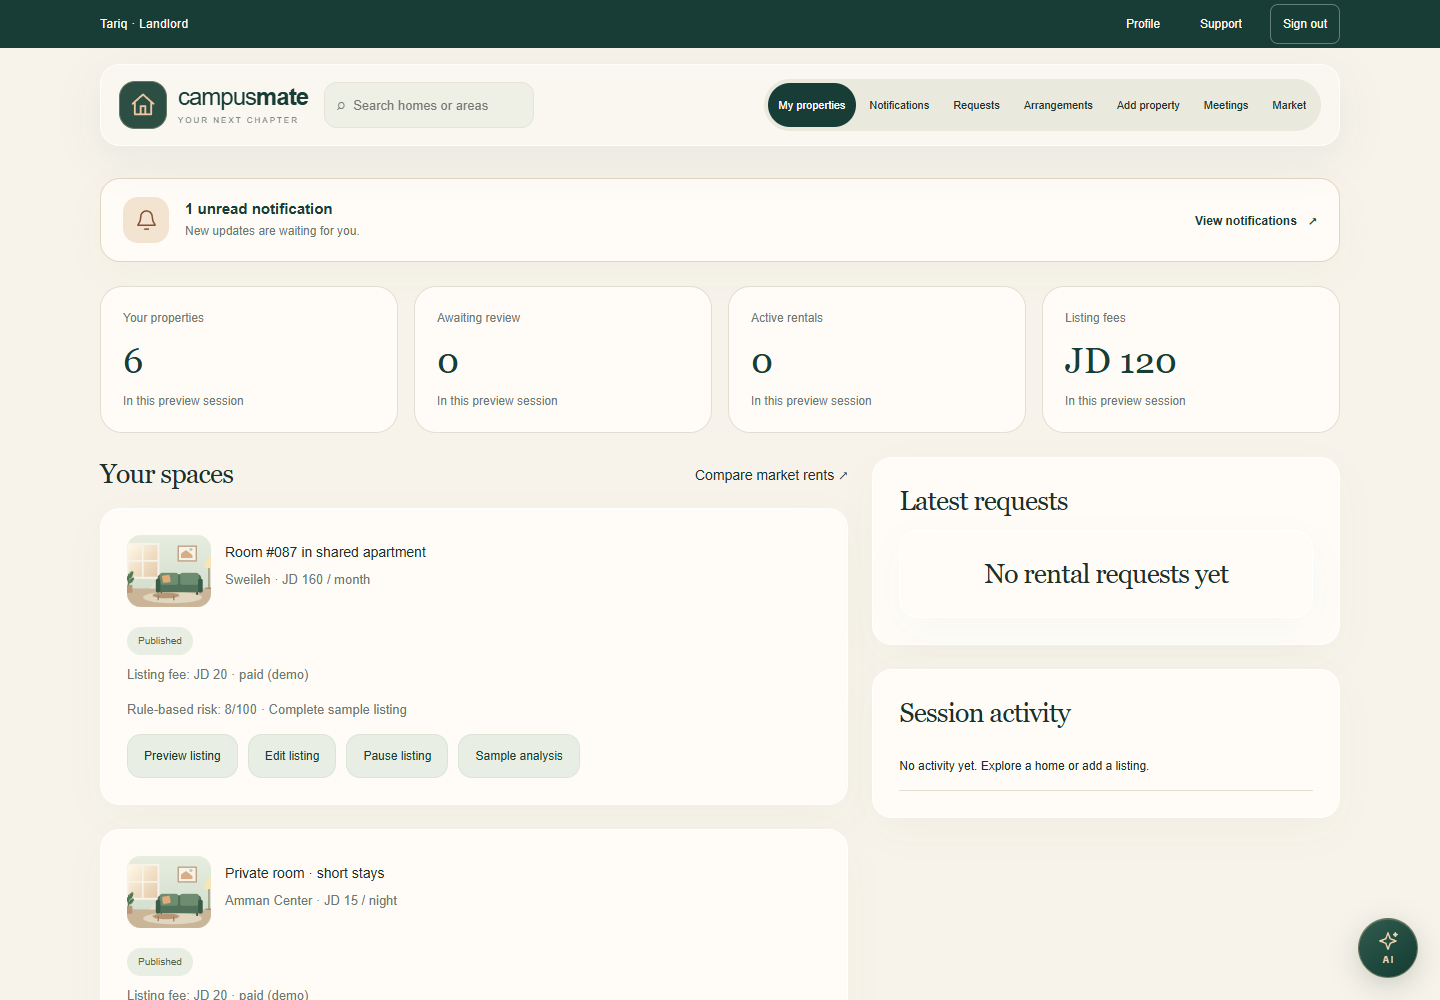 Tariq · Landlord
Profile
Support
Sign out
campusmate
YOUR NEXT CHAPTER
Search homes or areas
My properties
Notifications
Requests
Arrangements
Add property
Meetings
Market
1 unread notification
New updates are waiting for you.
View notifications ↗
Your properties
6
In this preview session
Awaiting review
0
In this preview session
Active rentals
0
In this preview session
Listing fees
JD 120
In this preview session
Your spaces
Compare market rents ↗
Room #087 in shared apartment
Sweileh · JD 160 / month
Published
Listing fee: JD 20 · paid (demo)
Rule-based risk: 8/100 · Complete sample listing
Preview listing
Edit listing
Pause listing
Sample analysis
Private room · short stays
Amman Center · JD 15 / night
Published
Listing fee: JD 20 · paid (demo)
Latest requests
No rental requests yet
Session activity
No activity yet. Explore a home or add a listing.
AI